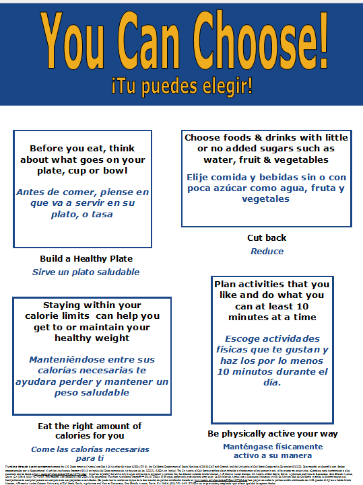 You Can Choose!
¡Tu puedes elegir!
Before you eat, think
about what goes on your
plate, cup or bowl
Antes de comer, piense en
que va a servir en su
plato, o tasa
Build a Healthy Plate
Sirve un plato saludable
Choose foods & drinks with little
or no added sugars such as
water, fruit & vegetables
Elije comida y bebidas sin o con
poca azúcar como agua, fruta y
vegetales
Cut back
Reduce
Staying within your
calorie limits can help you
get to or maintain your
healthy weight
Manteniéndose entre sus
calorías necesarias te
ayudara perder y mantener un
peso saludable
Eat the right amount of
calories for you
Come las calorías necesarias
para ti
Plan activities that you
like and do what you
can at least 10
minutes at a time
Escoge actividades
físicas que te gustan y
haz los por lo menos
10 minutos durante el
día.
Be physically active your way
Manténgase físicamente
activo a su manera